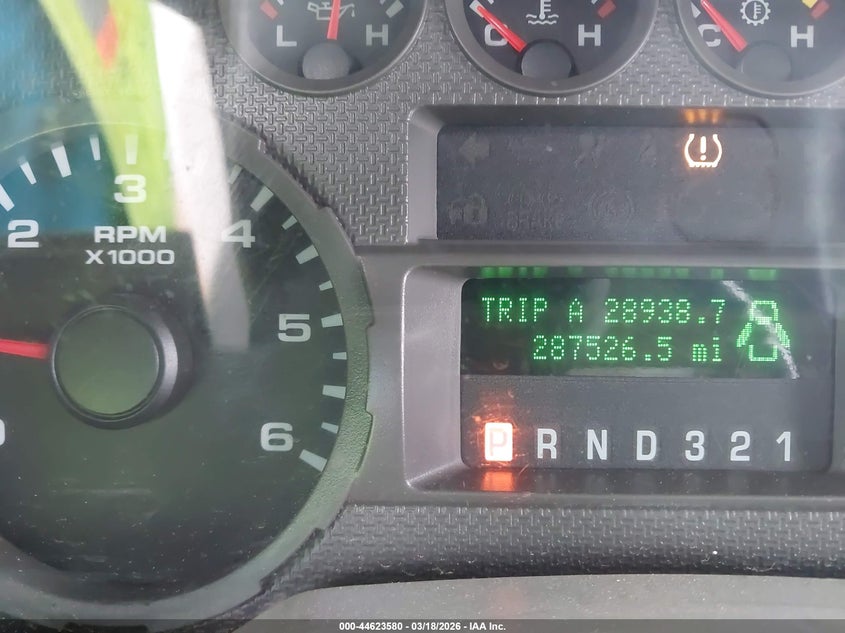 L H
C H
C H
2 3 4
RPM
X1000
5
6
TRIP A 28938.7
287526.5 mi
P R N D 3 2 1
000-44623580 - 03/18/2026 - IAA Inc.